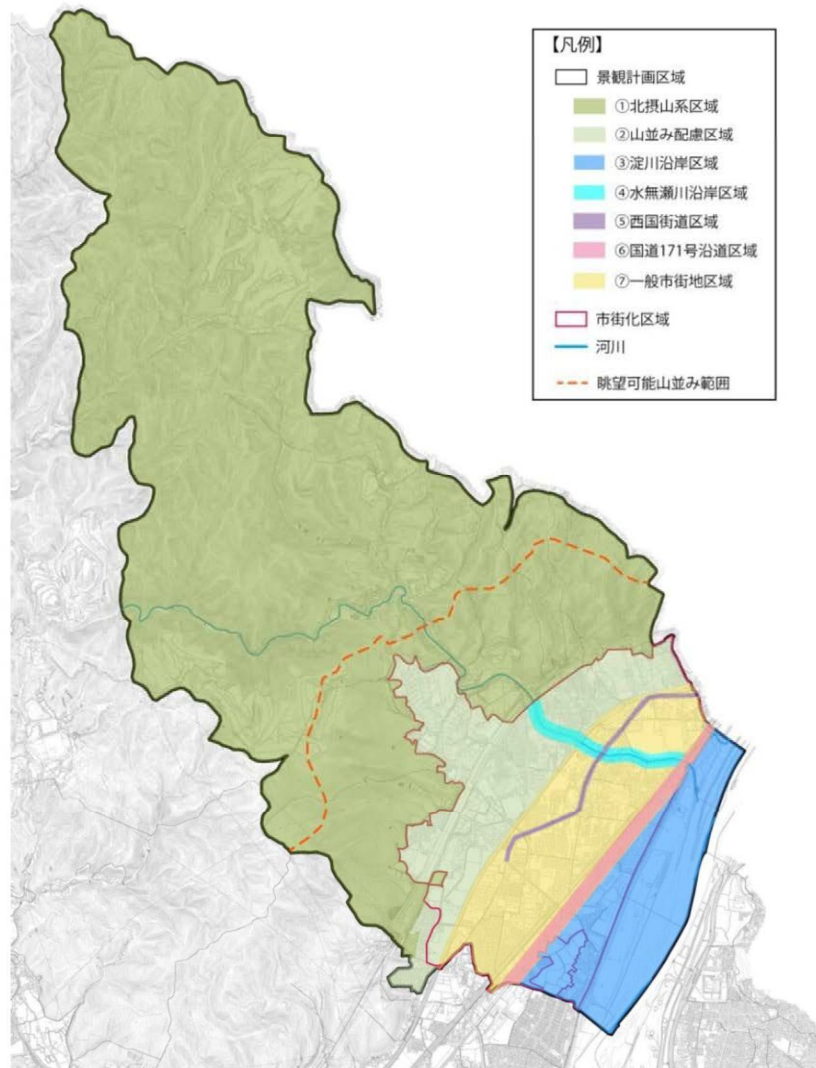 【凡例】
景観計画区域
①北摂山系区域
②山並み配慮区域
③淀川沿岸区域
④水無瀬川沿岸区域
⑤西国街道区域
⑥国道171号沿道区域
⑦一般市街地区域
市街化区域
河川
眺望可能山並み範囲